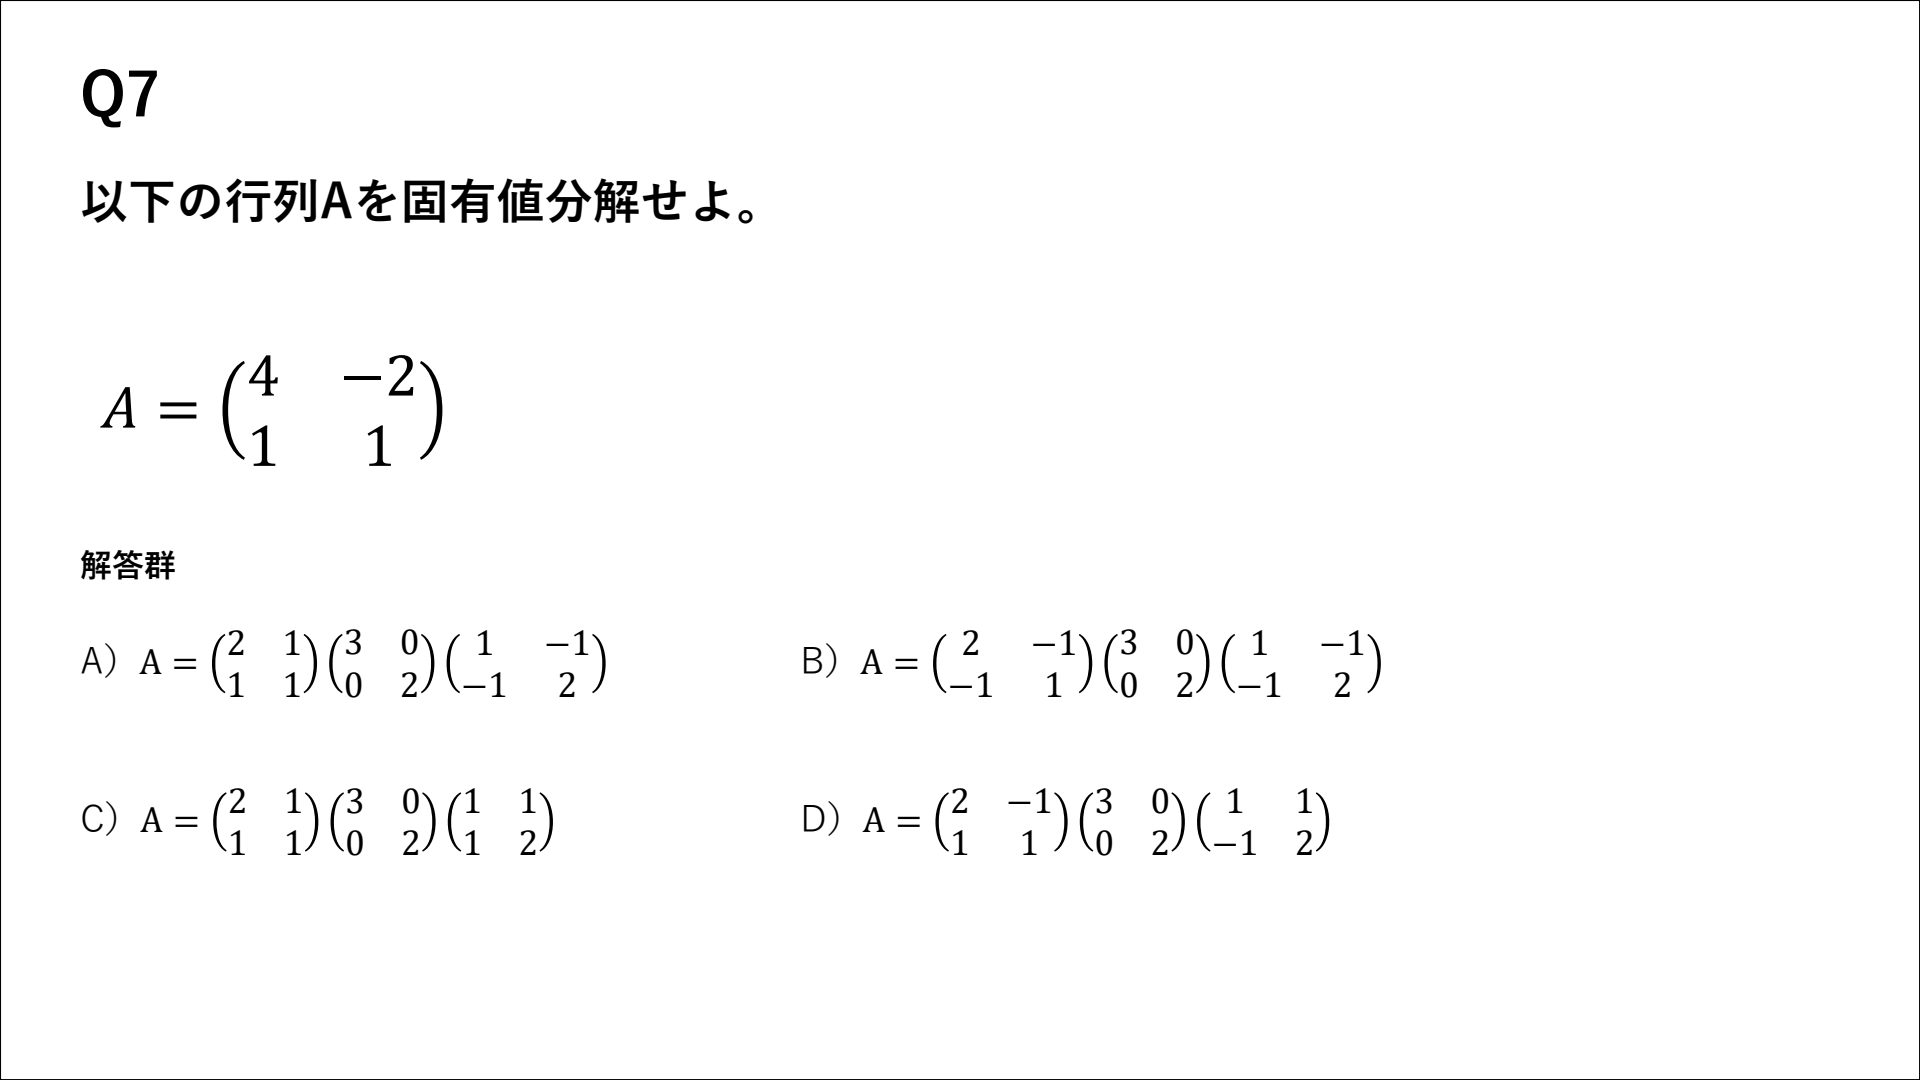 Q7
以下の行列Aを固有値分解せよ。
A = (4 −2
1 1)
解答群
A) A = (2 1
1 1)(3 0
0 2)(1 −1
−1 2)
B) A = (2 −1
−1 1)(3 0
0 2)(1 −1
−1 2)
C) A = (2 1
1 1)(3 0
0 2)(1 1
1 2)
D) A = (2 −1
1 1)(3 0
0 2)(1 1
−1 2)